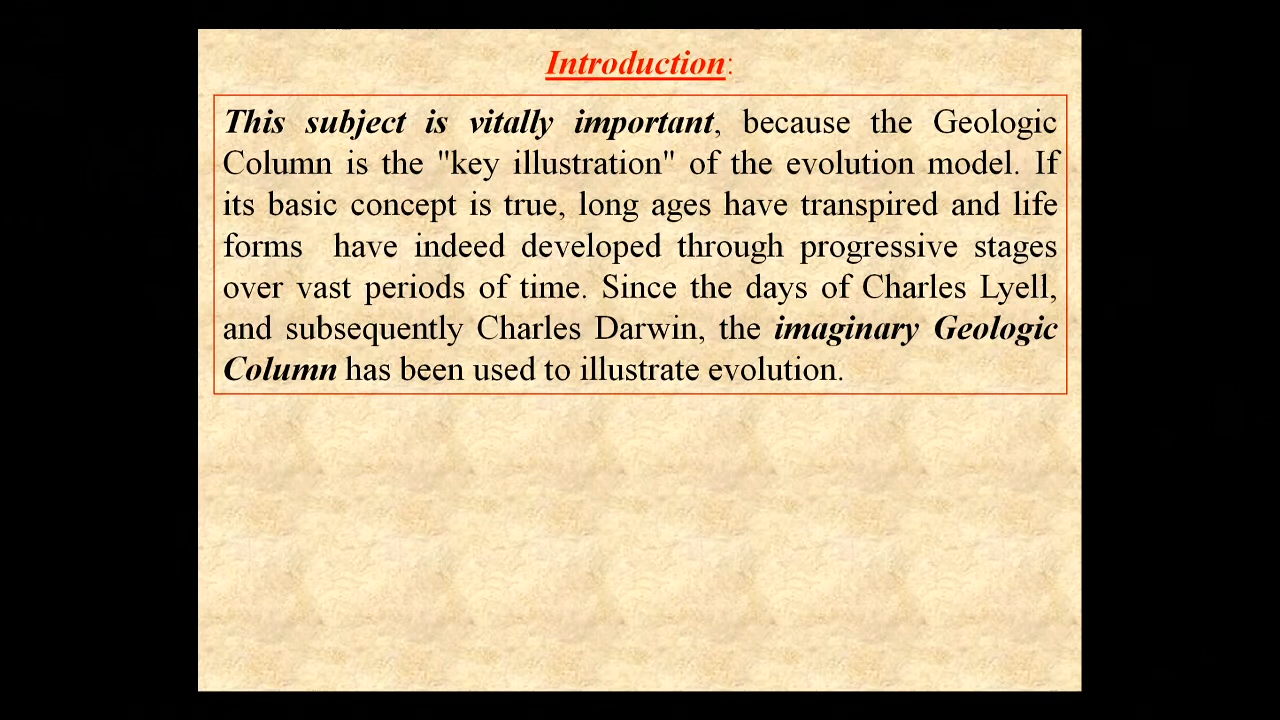 Introduction:
This subject is vitally important, because the Geologic
Column is the "key illustration" of the evolution model. If
its basic concept is true, long ages have transpired and life
forms have indeed developed through progressive stages
over vast periods of time. Since the days of Charles Lyell,
and subsequently Charles Darwin, the imaginary Geologic
Column has been used to illustrate evolution.